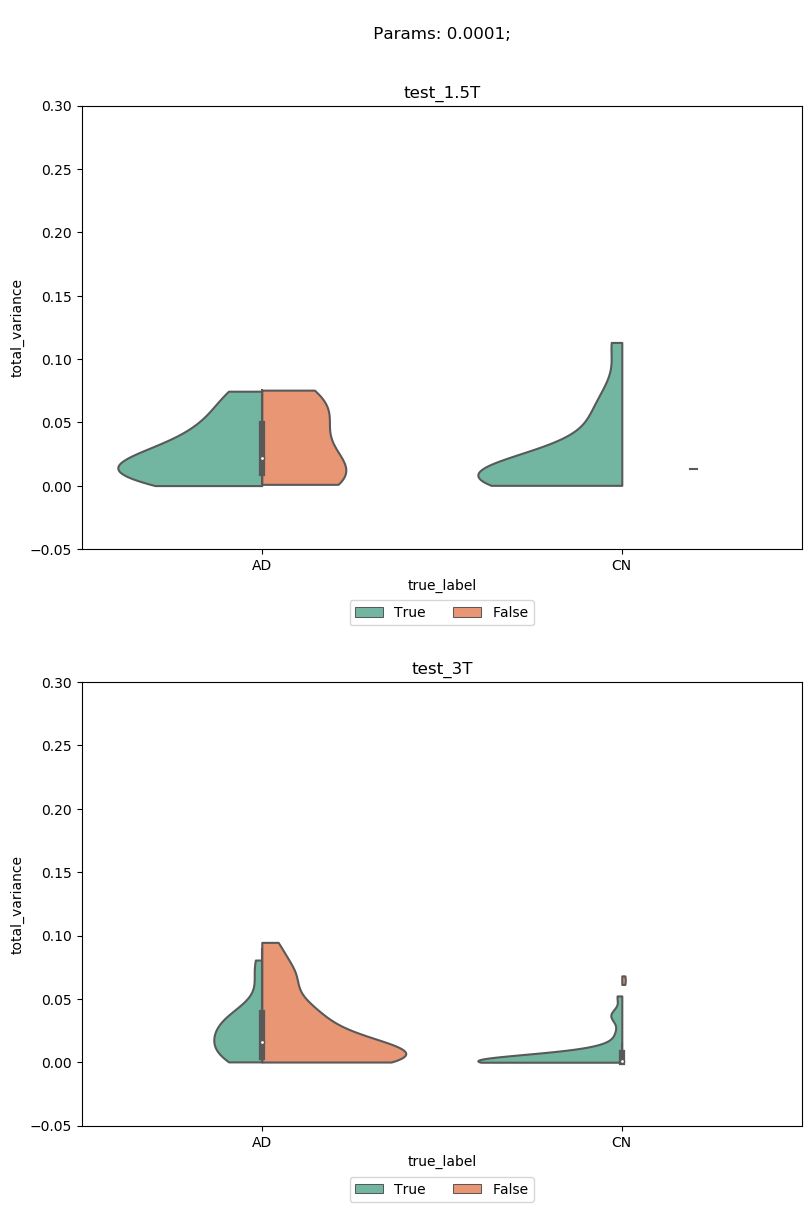 Params: 0.0001;
test_1.5T
0.30
0.25
0.20
0.15
0.10
0.05
0.00
−0.05
total_variance
AD CN
true_label
True False
test_3T
0.30
0.25
0.20
0.15
0.10
0.05
0.00
−0.05
total_variance
AD CN
true_label
True False